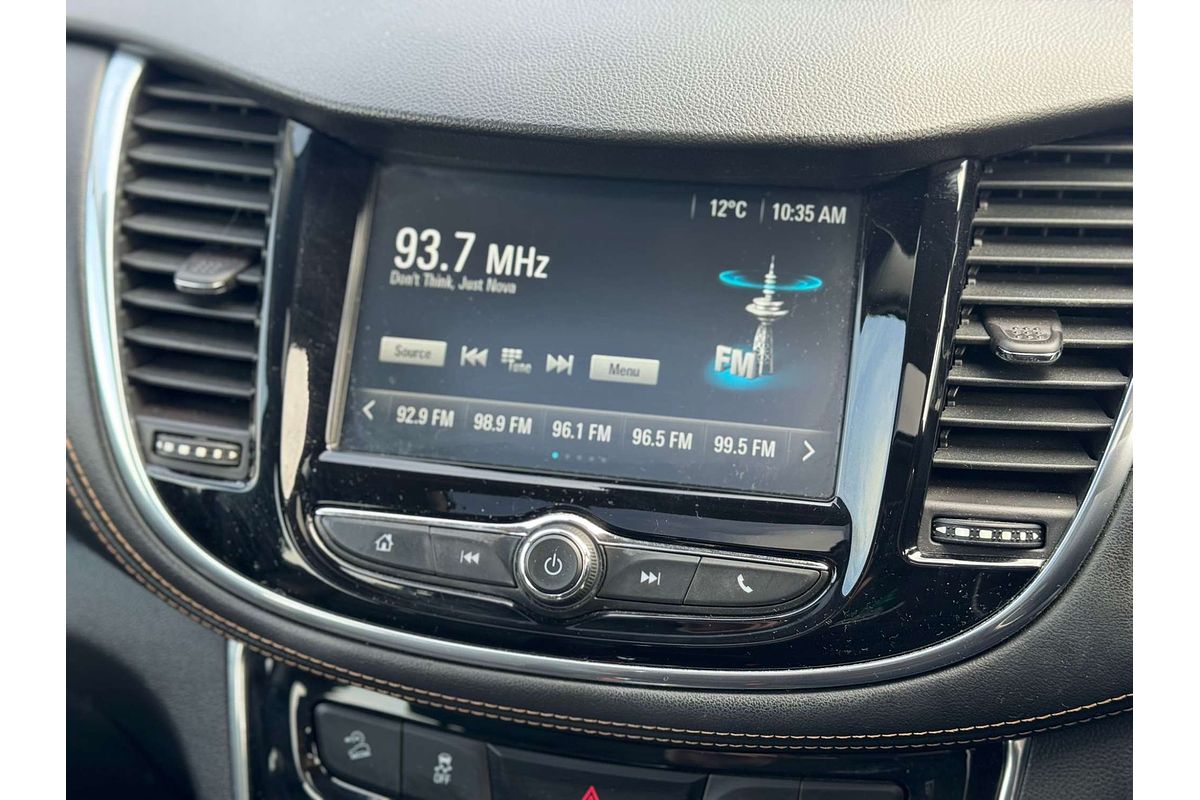 12°C 10:35 AM
93.7 MHz
Don't Think, Just Nova
FM
Source Tune Menu
92.9 FM 98.9 FM 96.1 FM 96.5 FM 99.5 FM
OFF